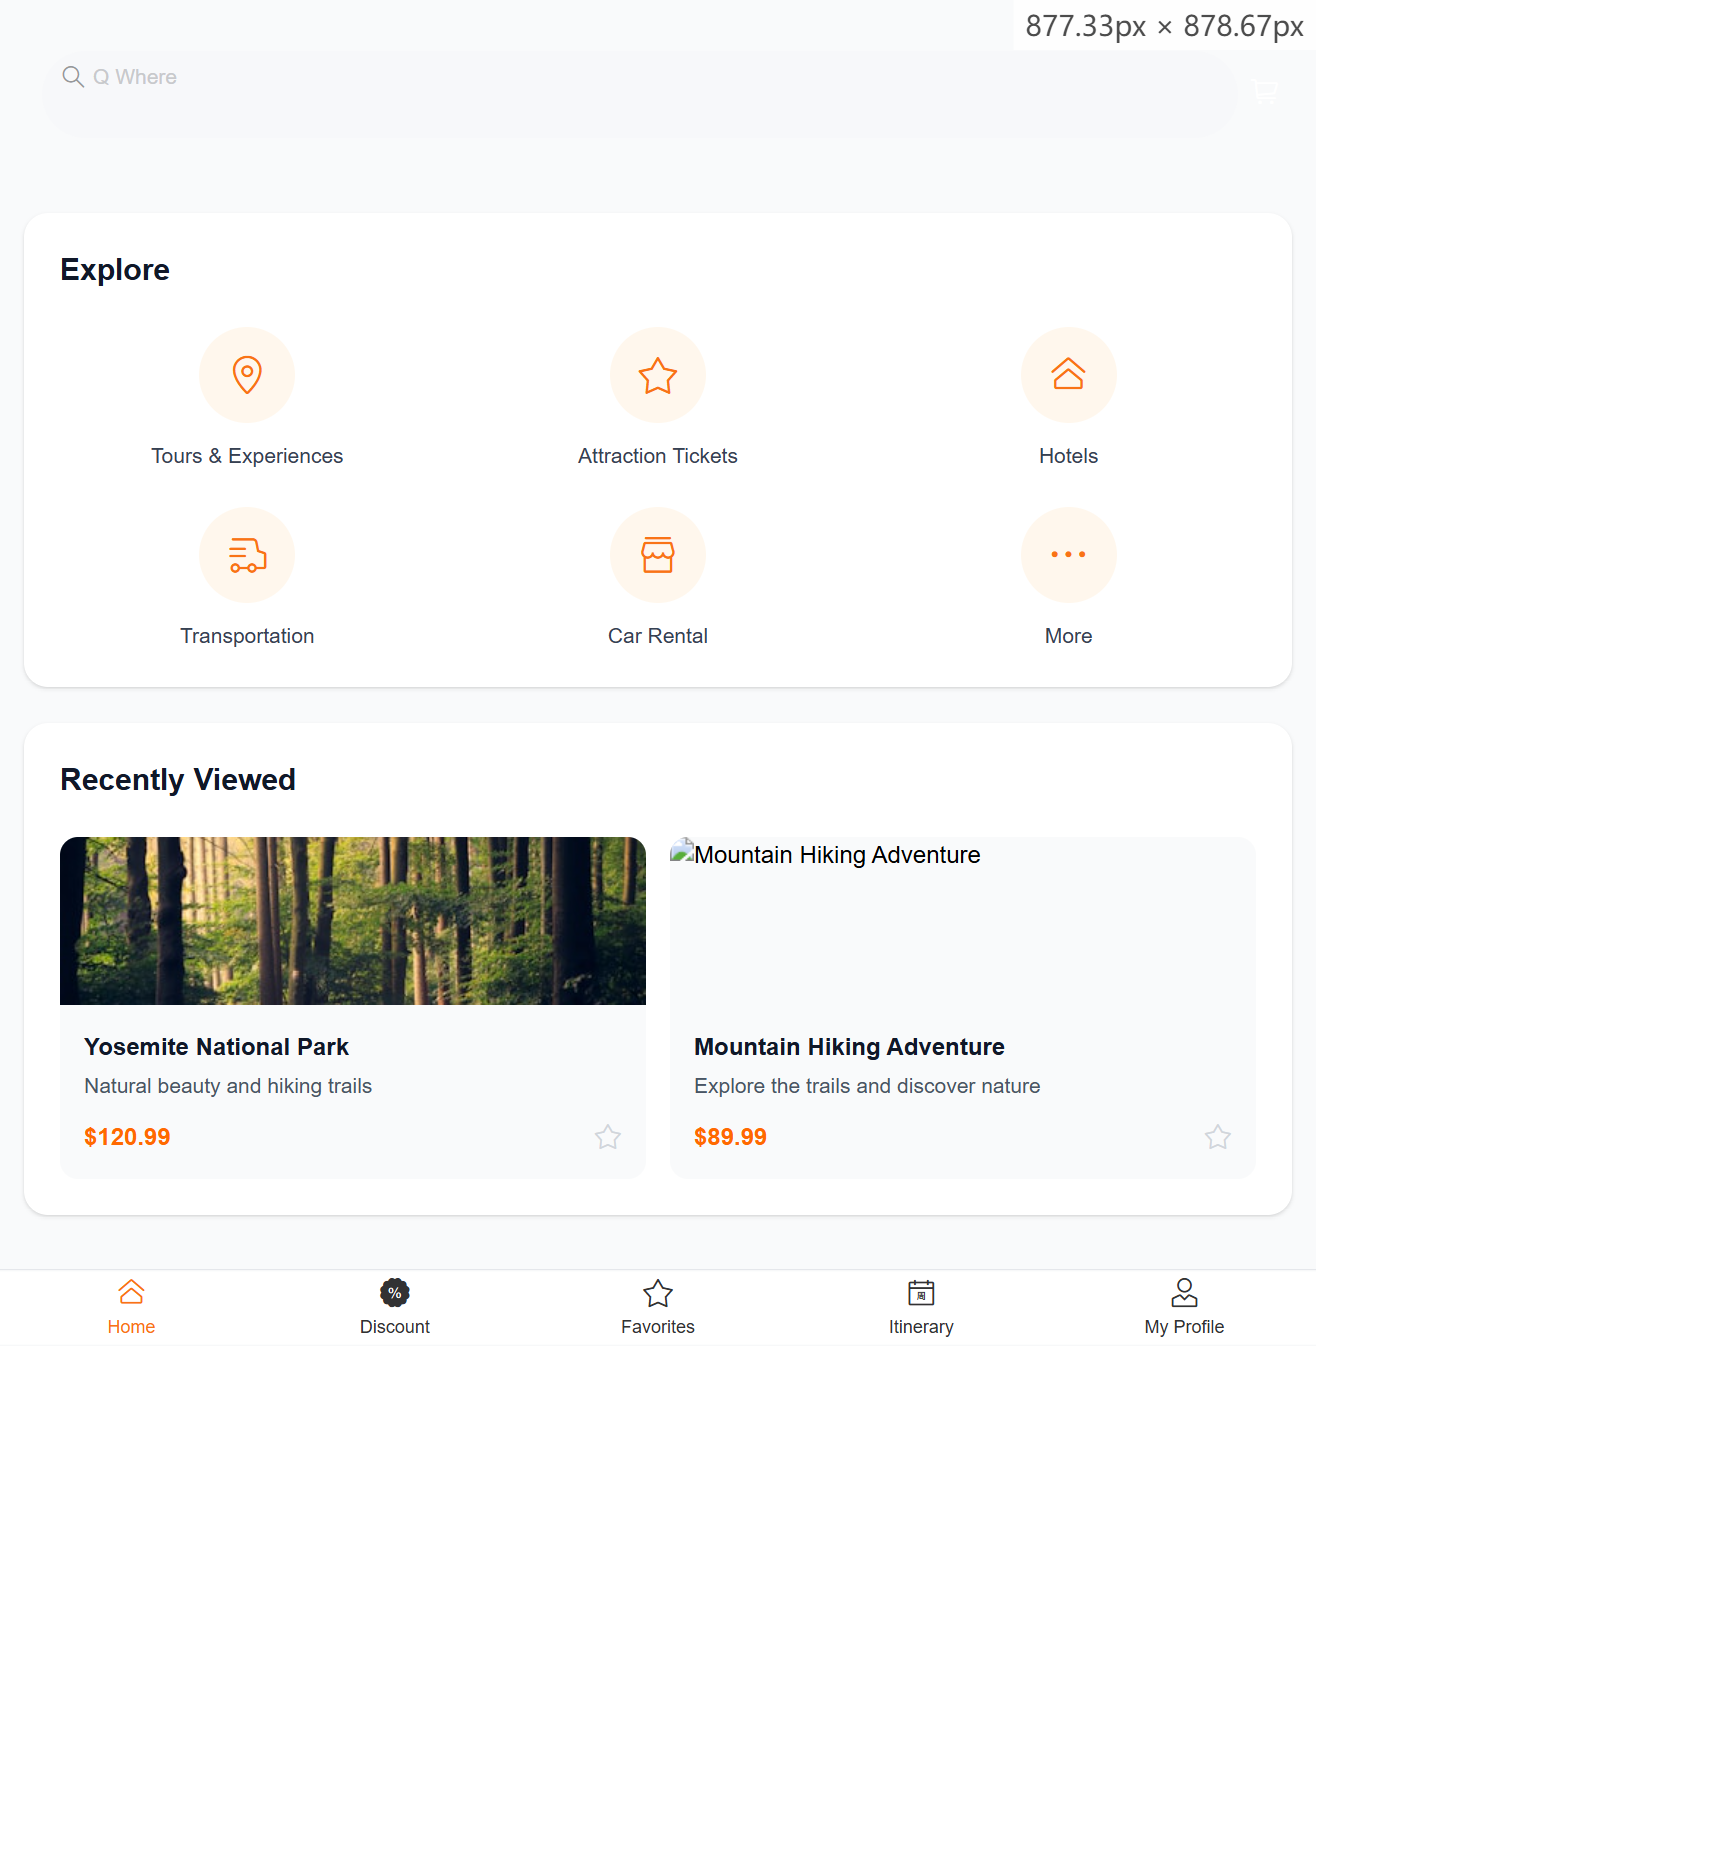 877.33px × 878.67px
Q Where
Explore
Tours & Experiences
Attraction Tickets
Hotels
Transportation
Car Rental
More
Recently Viewed
Mountain Hiking Adventure
Yosemite National Park
Natural beauty and hiking trails
$120.99
Mountain Hiking Adventure
Explore the trails and discover nature
$89.99
%
周
Home
Discount
Favorites
Itinerary
My Profile